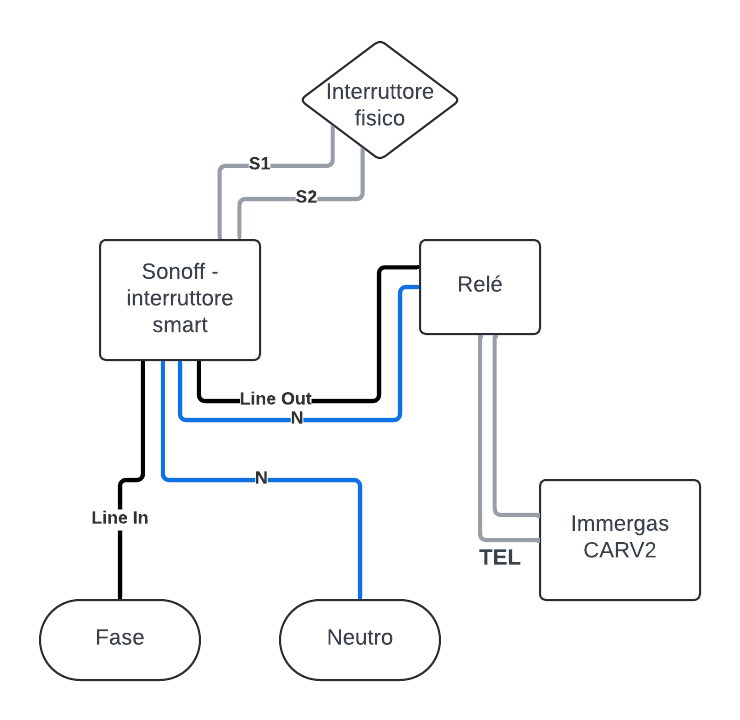 Interruttore
fisico
S1
S2
Sonoff -
interruttore
smart
Relé
Line Out
N
N
Line In
Immergas
CARV2
TEL
Fase
Neutro